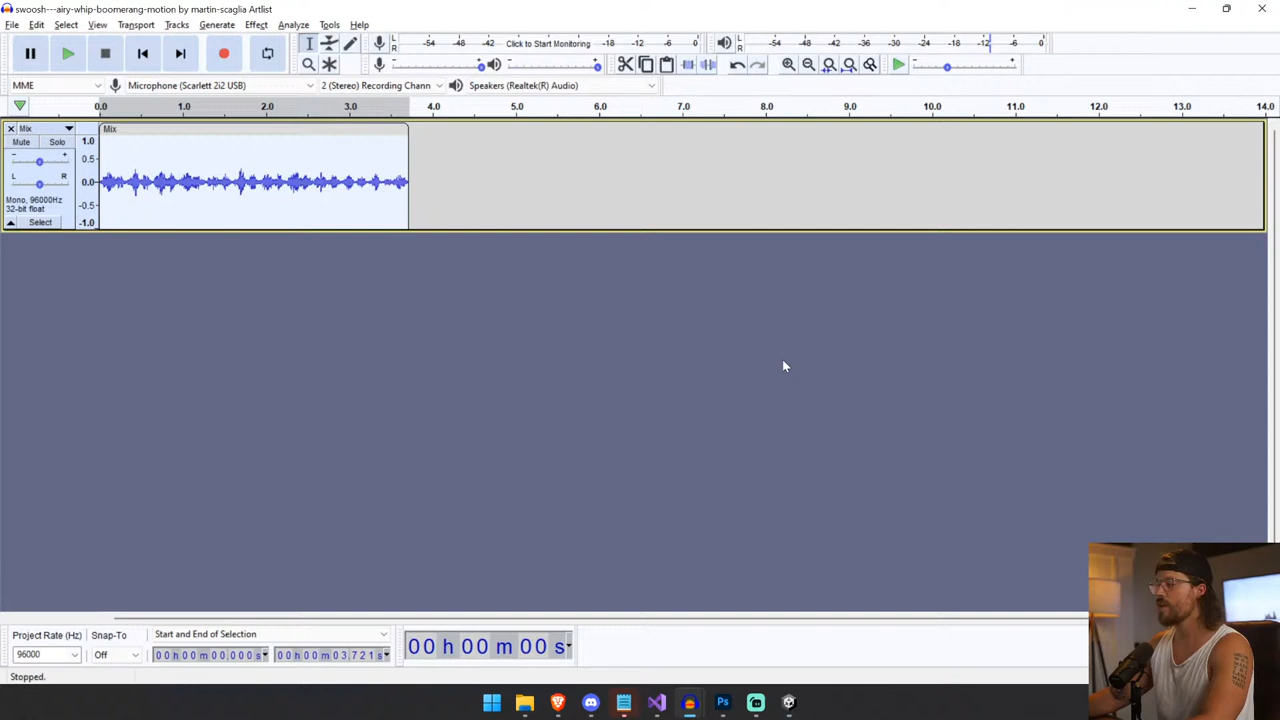 swoosh---airy-whip-boomerang-motion by martin-scaglia Artlist
File Edit Select View Transport Tracks Generate Effect Analyze Tools Help
L R -54 -48 -42 Click to Start Monitoring -18 -12 -6 0
L R -54 -48 -42 -36 -30 -24 -18 -12 -6 0
MME Microphone (Scarlett 2i2 USB) 2 (Stereo) Recording Chann Speakers (Realtek(R) Audio)
0.0 1.0 2.0 3.0 4.0 5.0 6.0 7.0 8.0 9.0 10.0 11.0 12.0 13.0 14.0
Mix
Mix
Mute Solo
- +
L R
Mono, 96000Hz
32-bit float
Select
1.0
0.5
0.0
-0.5
-1.0
Project Rate (Hz) Snap-To Start and End of Selection
96000 Off 00 h 00 m 00.000 s 00 h 00 m 03.721 s
00 h 00 m 00 s
Stopped.
Ps